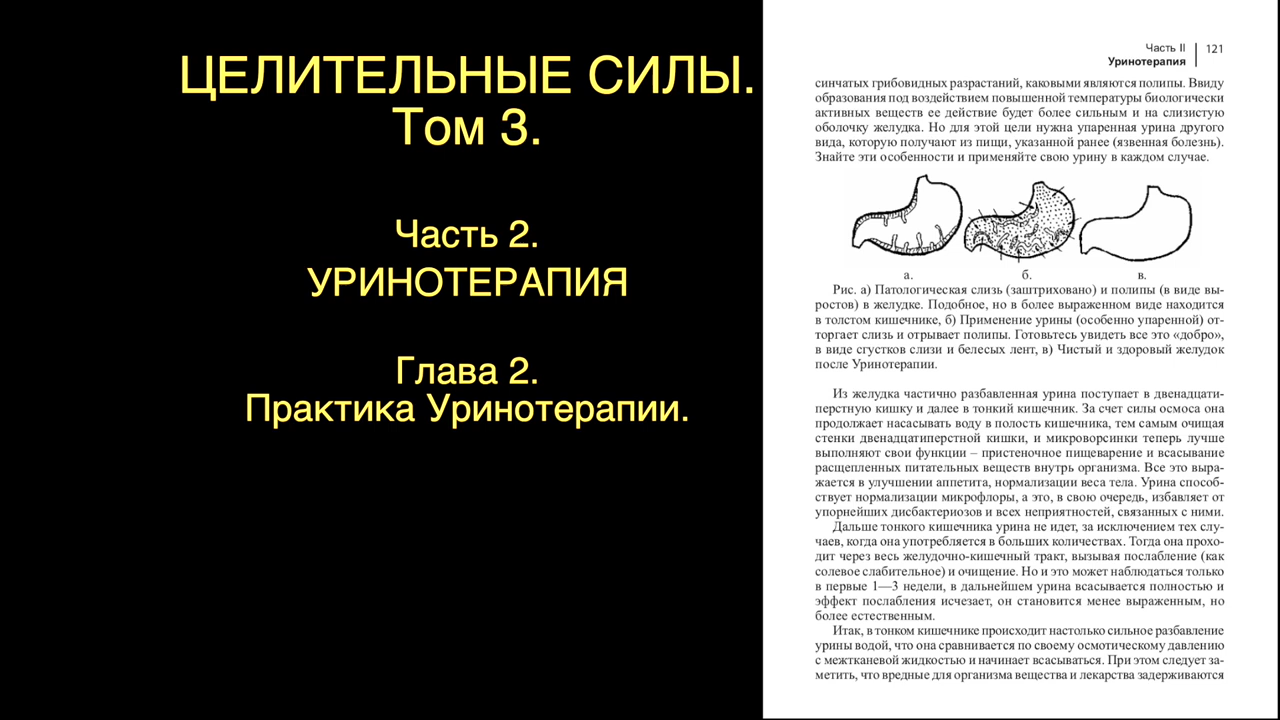 ЦЕЛИТЕЛЬНЫЕ СИЛЫ.
Том 3.
Часть 2.
УРИНОТЕРАПИЯ
Глава 2.
Практика Уринотерапии.
Часть II
Уринотерапия
121
синчатых грибовидных разрастаний, каковыми являются полипы. Ввиду
образования под воздействием повышенной температуры биологически
активных веществ ее действие будет более сильным и на слизистую
оболочку желудка. Но для этой цели нужна упаренная урина другого
вида, которую получают из пищи, указанной ранее (язвенная болезнь).
Знайте эти особенности и применяйте свою урину в каждом случае.
а. б. в.
Рис. а) Патологическая слизь (заштриховано) и полипы (в виде вы-
ростов) в желудке. Подобное, но в более выраженном виде находится
в толстом кишечнике, б) Применение урины (особенно упаренной) от-
торгает слизь и отрывает полипы. Готовьтесь увидеть все это «добро»,
в виде сгустков слизи и белесых лент, в) Чистый и здоровый желудок
после Уринотерапии.
Из желудка частично разбавленная урина поступает в двенадцати-
перстную кишку и далее в тонкий кишечник. За счет силы осмоса она
продолжает насасывать воду в полость кишечника, тем самым очищая
стенки двенадцатиперстной кишки, и микроворсинки теперь лучше
выполняют свои функции – пристеночное пищеварение и всасывание
расщепленных питательных веществ внутрь организма. Все это выра-
жается в улучшении аппетита, нормализации веса тела. Урина способ-
ствует нормализации микрофлоры, а это, в свою очередь, избавляет от
упорнейших дисбактериозов и всех неприятностей, связанных с ними.
Дальше тонкого кишечника урина не идет, за исключением тех слу-
чаев, когда она употребляется в больших количествах. Тогда она прохо-
дит через весь желудочно-кишечный тракт, вызывая послабление (как
солевое слабительное) и очищение. Но и это может наблюдаться только
в первые 1—3 недели, в дальнейшем урина всасывается полностью и
эффект послабления исчезает, он становится менее выраженным, но
более естественным.
Итак, в тонком кишечнике происходит настолько сильное разбавление
урины водой, что она сравнивается по своему осмотическому давлению
с межтканевой жидкостью и начинает всасываться. При этом следует за-
метить, что вредные для организма вещества и лекарства задерживаются